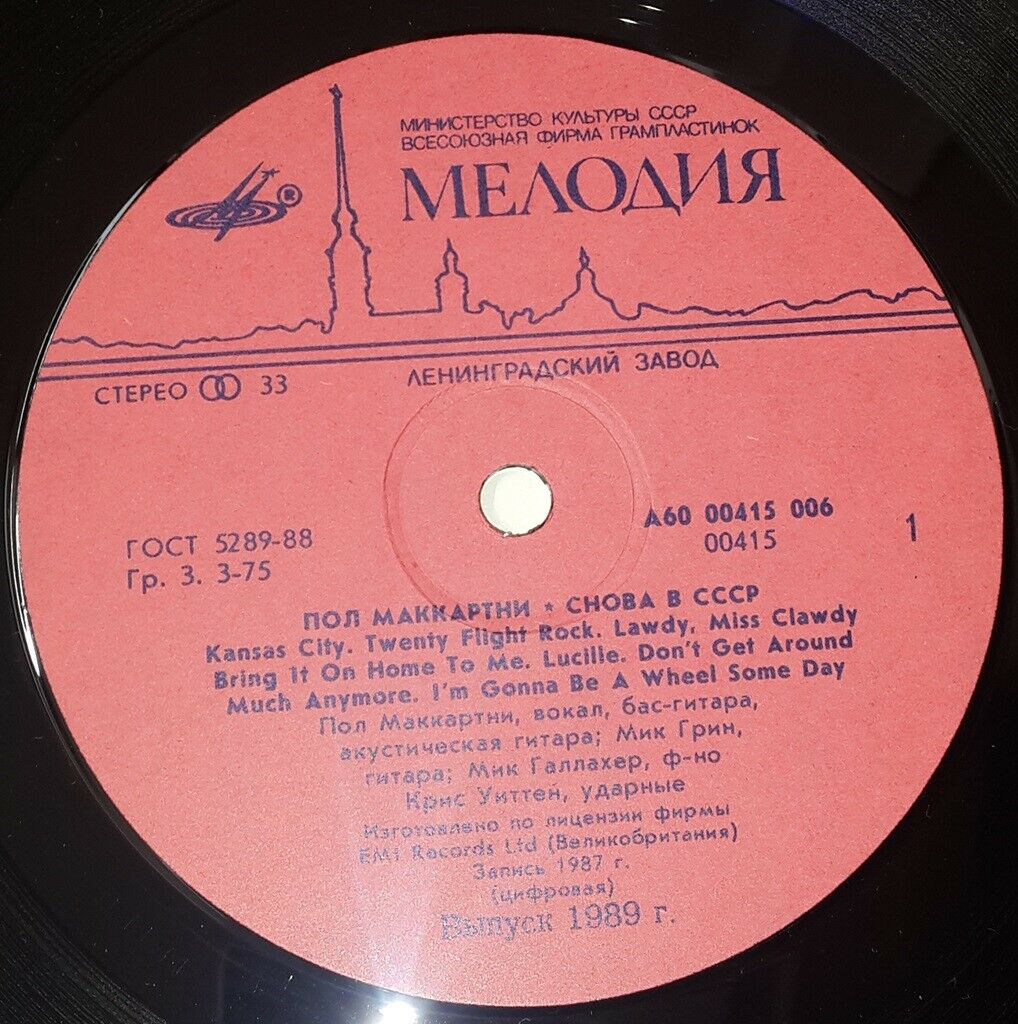 МИНИСТЕРСТВО КУЛЬТУРЫ СССР
ВСЕСОЮЗНАЯ ФИРМА ГРАМПЛАСТИНОК
МЕЛОДИЯ
®
СТЕРЕО 33
ЛЕНИНГРАДСКИЙ ЗАВОД
ГОСТ 5289-88
Гр. 3. 3-75
А60 00415 006
00415
1
ПОЛ МАККАРТНИ ★ СНОВА В СССР
Kansas City. Twenty Flight Rock. Lawdy, Miss Clawdy
Bring It On Home To Me. Lucille. Don't Get Around
Much Anymore. I'm Gonna Be A Wheel Some Day
Пол Маккартни, вокал, бас-гитара,
акустическая гитара; Мик Грин,
гитара; Мик Галлахер, ф-но
Крис Уиттен, ударные
Изготовлено по лицензии фирмы
EMI Records Ltd (Великобритания)
Запись 1987 г.
(цифровая)
Выпуск 1989 г.